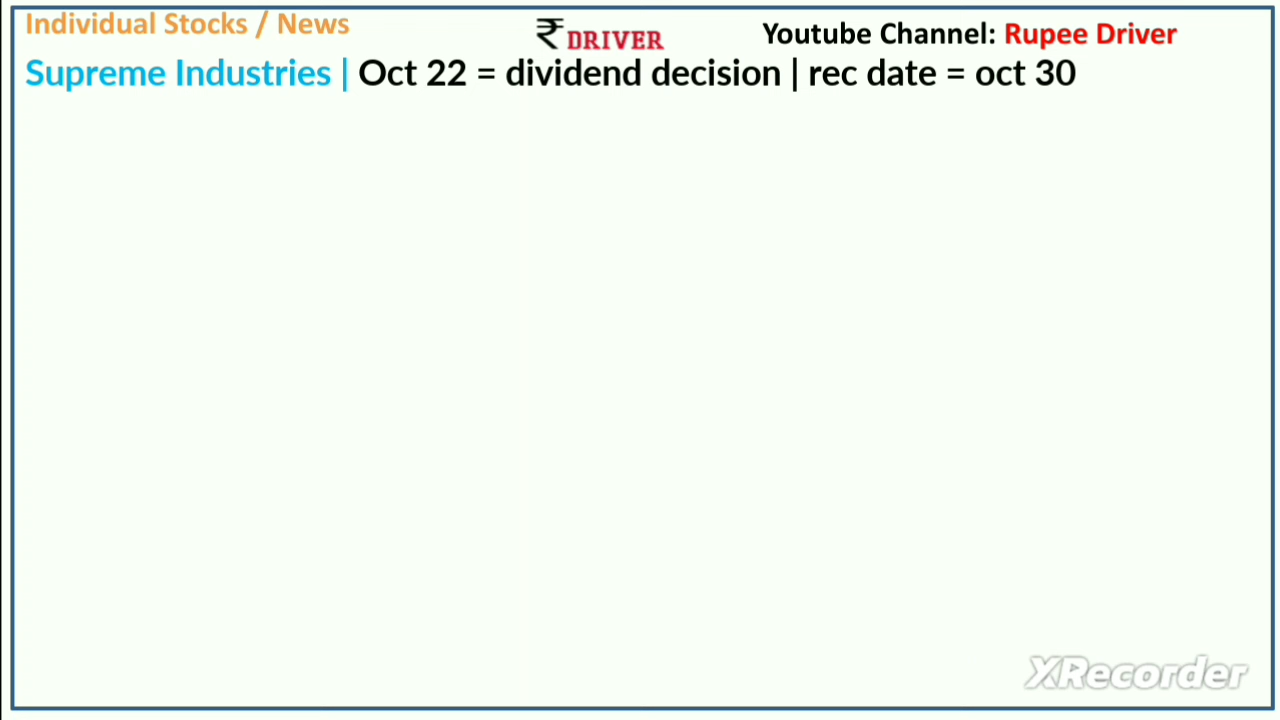 Individual Stocks / News
₹ DRIVER
Youtube Channel: Rupee Driver
Supreme Industries | Oct 22 = dividend decision | rec date = oct 30
XRecorder